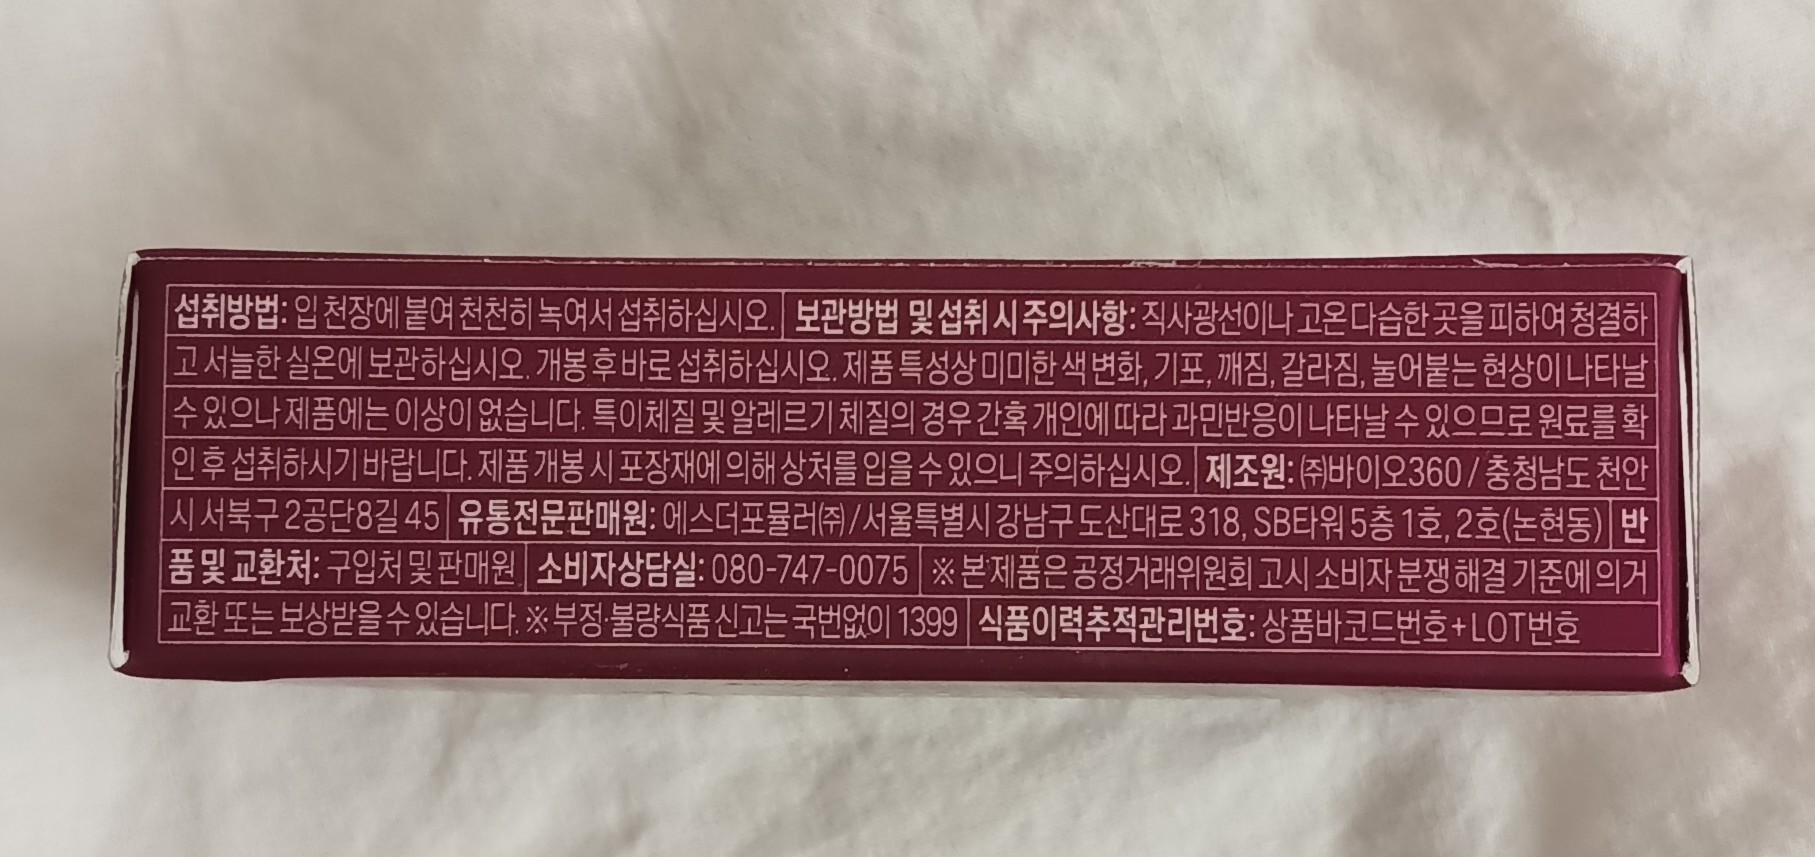 섭취방법: 입 천장에 붙여 천천히 녹여서 섭취하십시오. 보관방법 및 섭취 시 주의사항: 직사광선이나 고온 다습한 곳을 피하여 청결하
고 서늘한 실온에 보관하십시오. 개봉 후 바로 섭취하십시오. 제품 특성상 미미한 색 변화, 기포, 깨짐, 갈라짐, 눌어붙는 현상이 나타날
수 있으나 제품에는 이상이 없습니다. 특이체질 및 알레르기 체질의 경우 간혹 개인에 따라 과민반응이 나타날 수 있으므로 원료를 확
인 후 섭취하시기 바랍니다. 제품 개봉 시 포장재에 의해 상처를 입을 수 있으니 주의하십시오. 제조원: ㈜바이오360 / 충청남도 천안
시 서북구 2공단8길 45 유통전문판매원: 에스더포뮬러㈜ / 서울특별시 강남구 도산대로 318, SB타워 5층 1호, 2호(논현동) 반
품 및 교환처: 구입처 및 판매원 소비자상담실: 080-747-0075 ※ 본 제품은 공정거래위원회 고시 소비자 분쟁 해결 기준에 의거
교환 또는 보상받을 수 있습니다. ※ 부정·불량식품 신고는 국번없이 1399 식품이력추적관리번호: 상품바코드번호+LOT번호